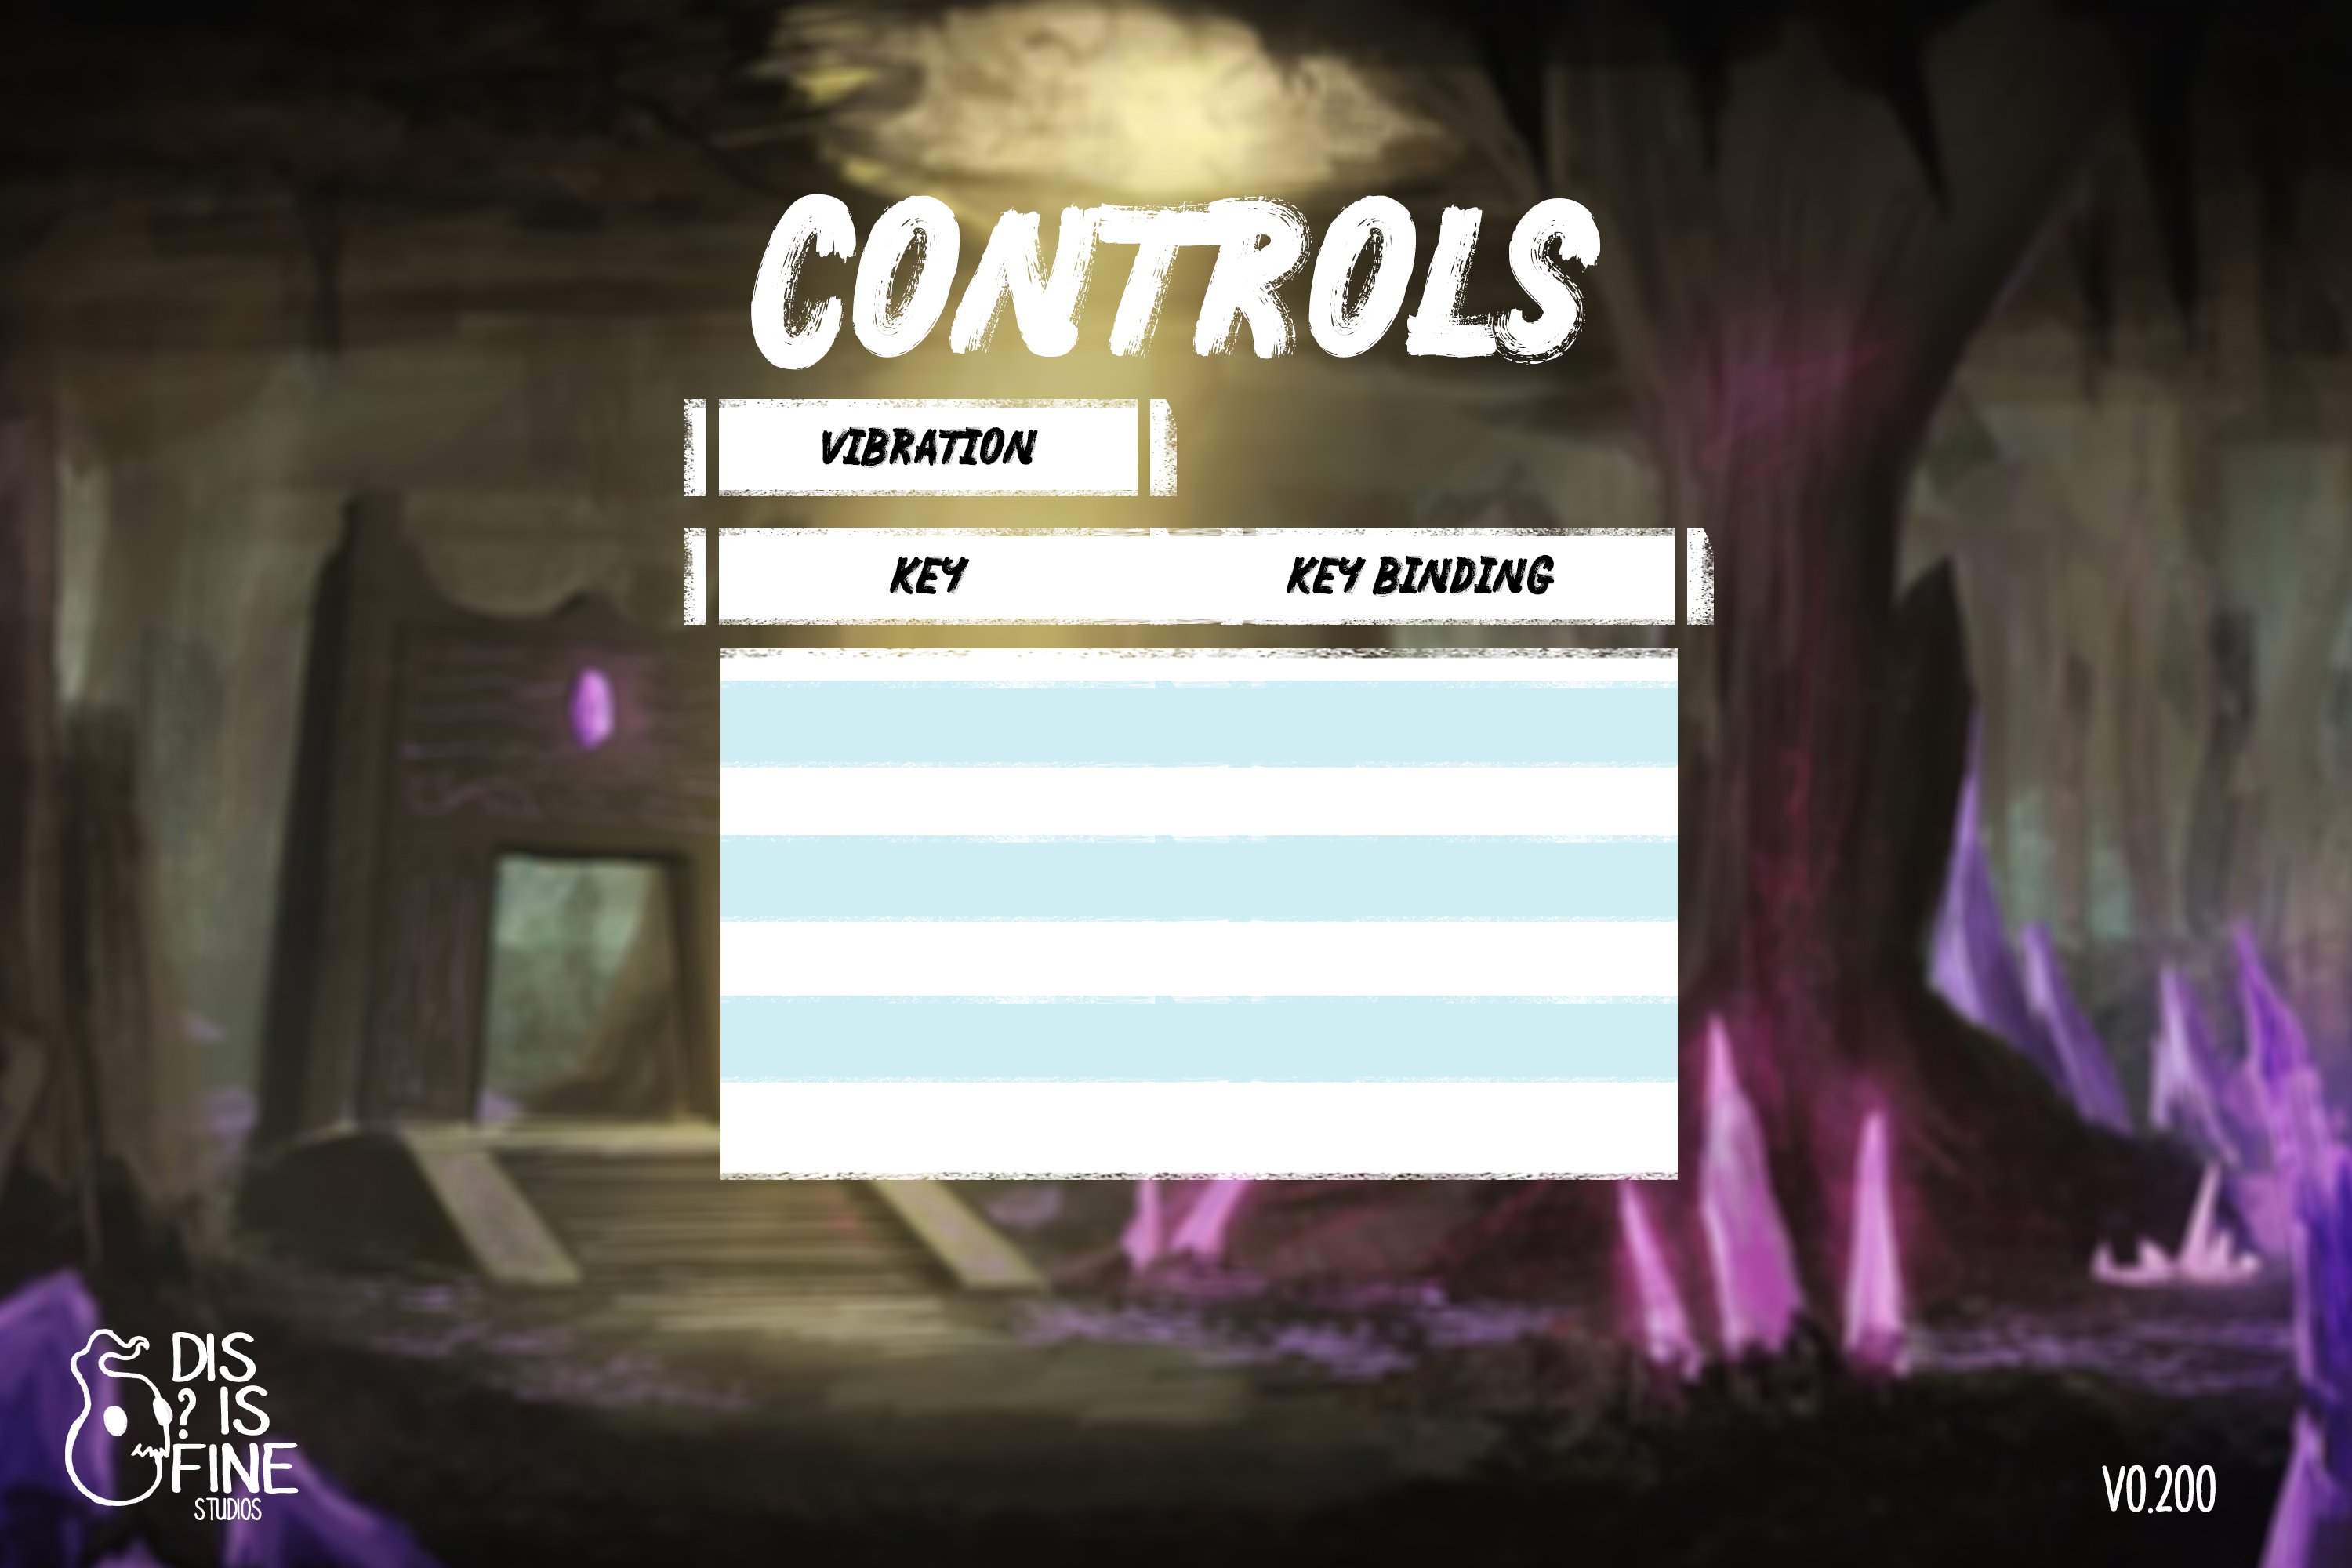 CONTROLS
VIBRATION
KEY KEY BINDING
DIS
? IS
FINE
STUDIOS
V0.200